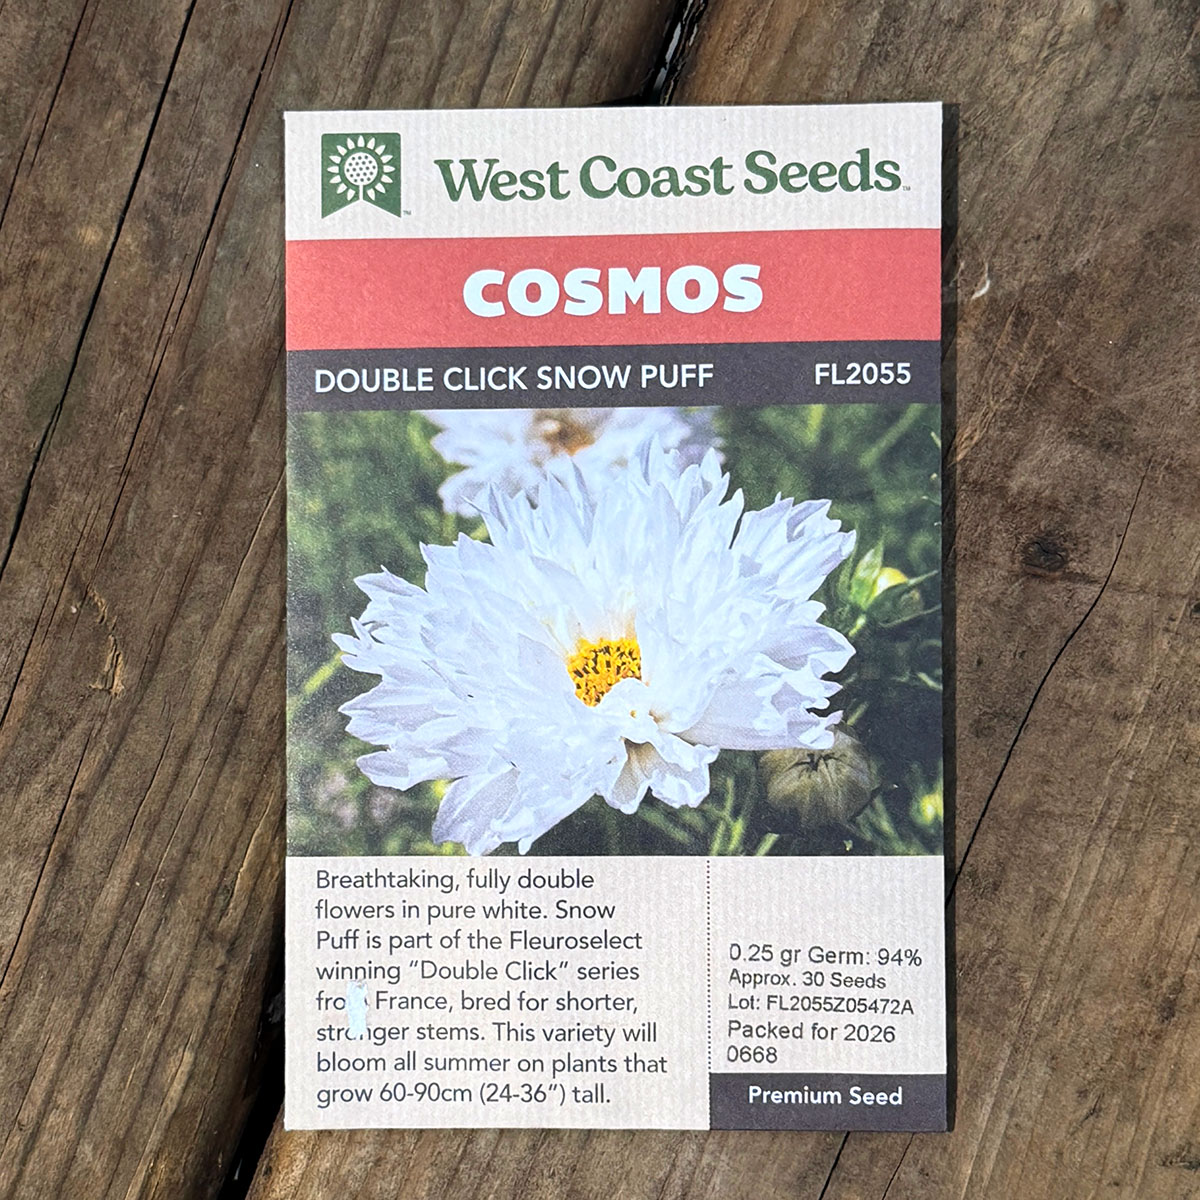 West Coast Seeds™
COSMOS
DOUBLE CLICK SNOW PUFF FL2055
Breathtaking, fully double
flowers in pure white. Snow
Puff is part of the Fleuroselect
winning “Double Click” series
France, bred for shorter,
stems. This variety will
bloom all summer on plants that
grow 60-90cm (24-36”) tall.
0.25 gr Germ: 94%
Approx. 30 Seeds
Lot: FL2055Z05472A
Packed for 2026
0668
Premium Seed